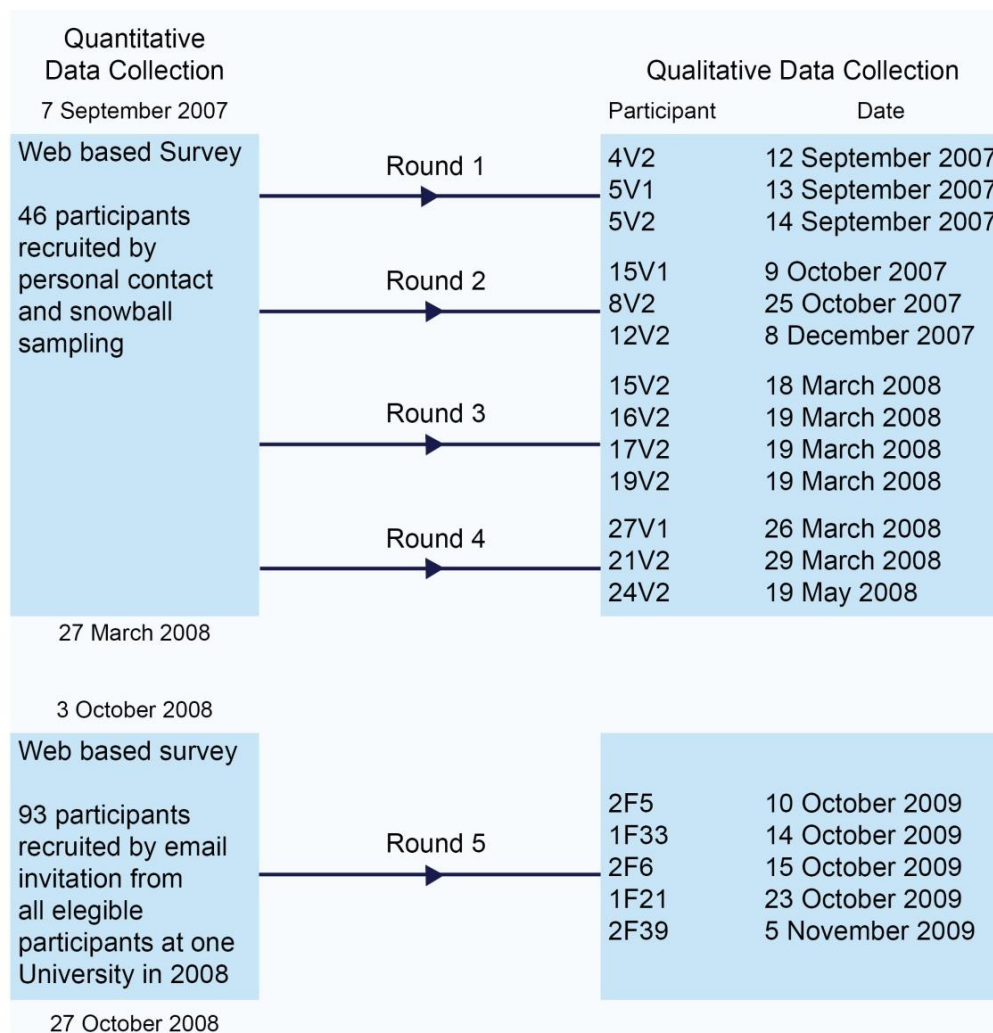 Quantitative
Data Collection
7 September 2007
Web based Survey
46 participants
recruited by
personal contact
and snowball
sampling
27 March 2008
Round 1
Round 2
Round 3
Round 4
Qualitative Data Collection
Participant Date
4V2 12 September 2007
5V1 13 September 2007
5V2 14 September 2007
15V1 9 October 2007
8V2 25 October 2007
12V2 8 December 2007
15V2 18 March 2008
16V2 19 March 2008
17V2 19 March 2008
19V2 19 March 2008
27V1 26 March 2008
21V2 29 March 2008
24V2 19 May 2008
3 October 2008
Web based survey
93 participants
recruited by email
invitation from
all elegible
participants at one
University in 2008
27 October 2008
Round 5
2F5 10 October 2009
1F33 14 October 2009
2F6 15 October 2009
1F21 23 October 2009
2F39 5 November 2009